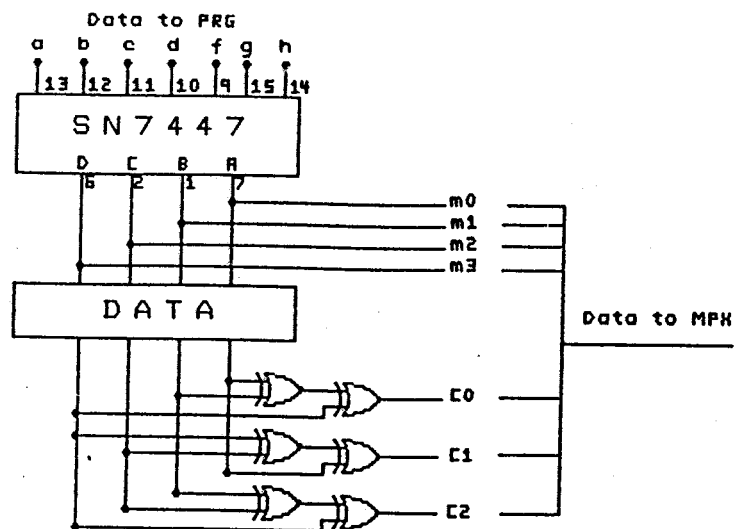 Data to PRG
a b c d f g h
13 12 11 10 9 15 14
SN7447
D C B A
6 2 1 7
m0
m1
m2
m3
DATA
Data to MPX
C0
C1
C2